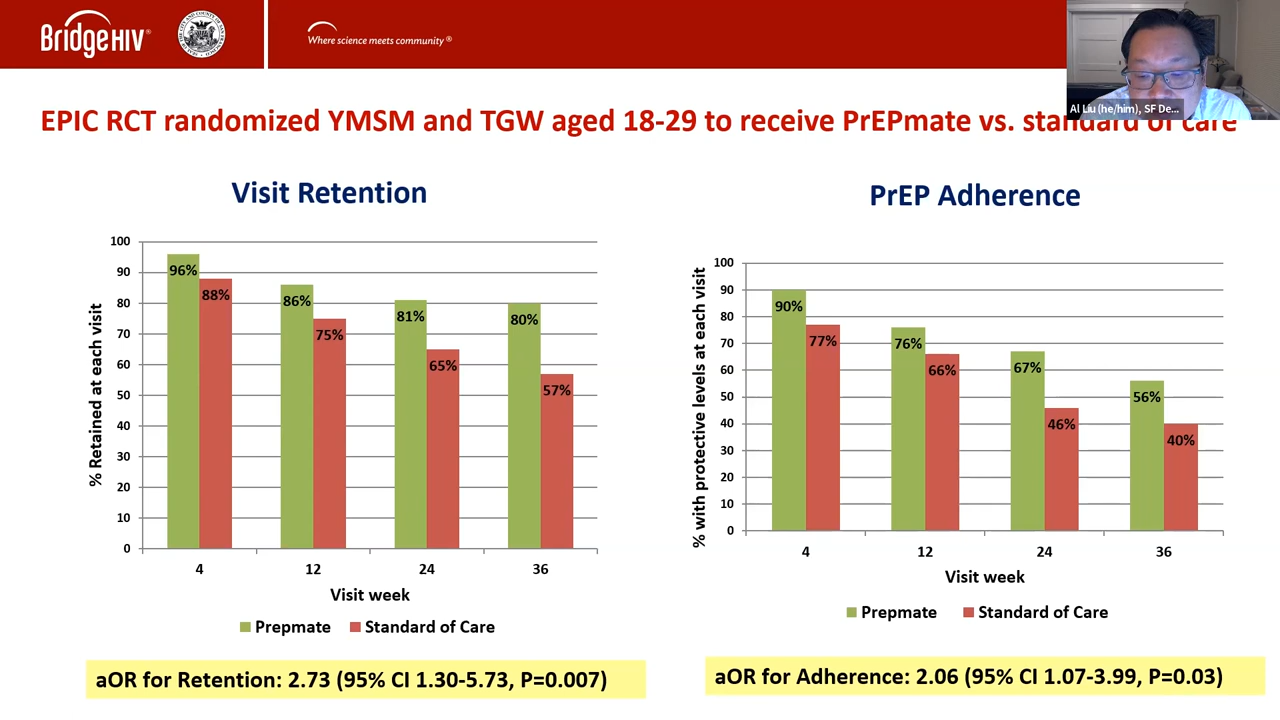 BridgeHIV®
Where science meets community ®
Al Liu (he/him), SF De...
EPIC RCT randomized YMSM and TGW aged 18-29 to receive PrEPmate vs. standard of care
Visit Retention
% Retained at each visit
100
90
80
70
60
50
40
30
20
10
0
96%
88%
86%
75%
81%
65%
80%
57%
4
12
24
36
Visit week
Prepmate
Standard of Care
aOR for Retention: 2.73 (95% CI 1.30-5.73, P=0.007)
PrEP Adherence
% with protective levels at each visit
100
90
80
70
60
50
40
30
20
10
0
90%
77%
76%
66%
67%
46%
56%
40%
4
12
24
36
Visit week
Prepmate
Standard of Care
aOR for Adherence: 2.06 (95% CI 1.07-3.99, P=0.03)